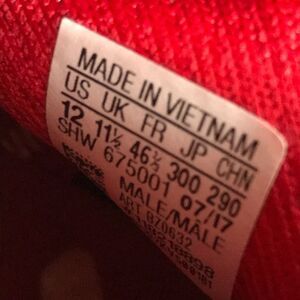 MADE IN VIETNAM
US UK FR JP CHN
12 11½ 46⅔ 300 290
SHW 675001 07/17
MALE/MALE